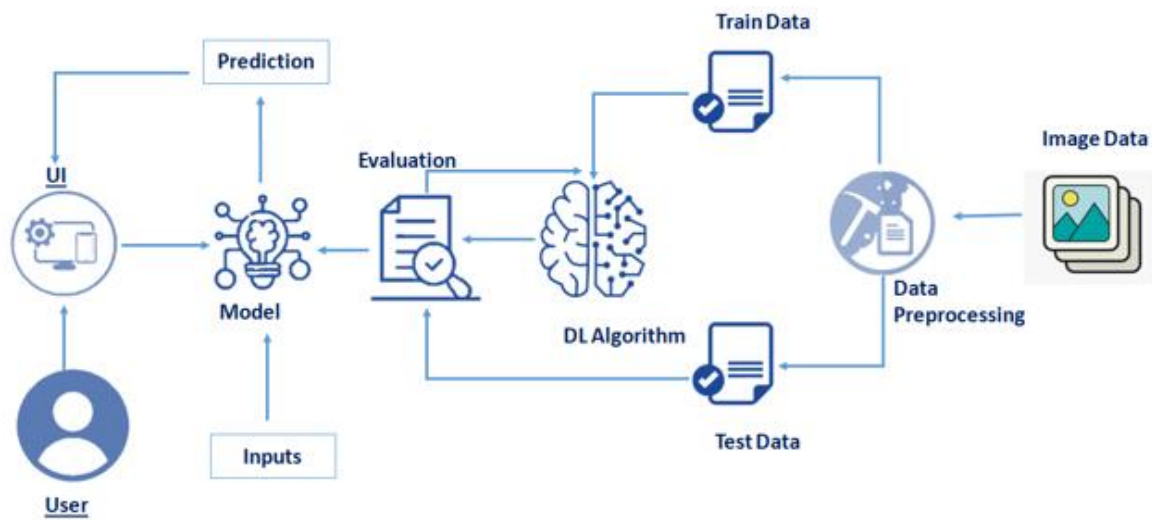 Train Data
Prediction
Image Data
Evaluation
UI
Data
Preprocessing
Model
DL Algorithm
Inputs
Test Data
User